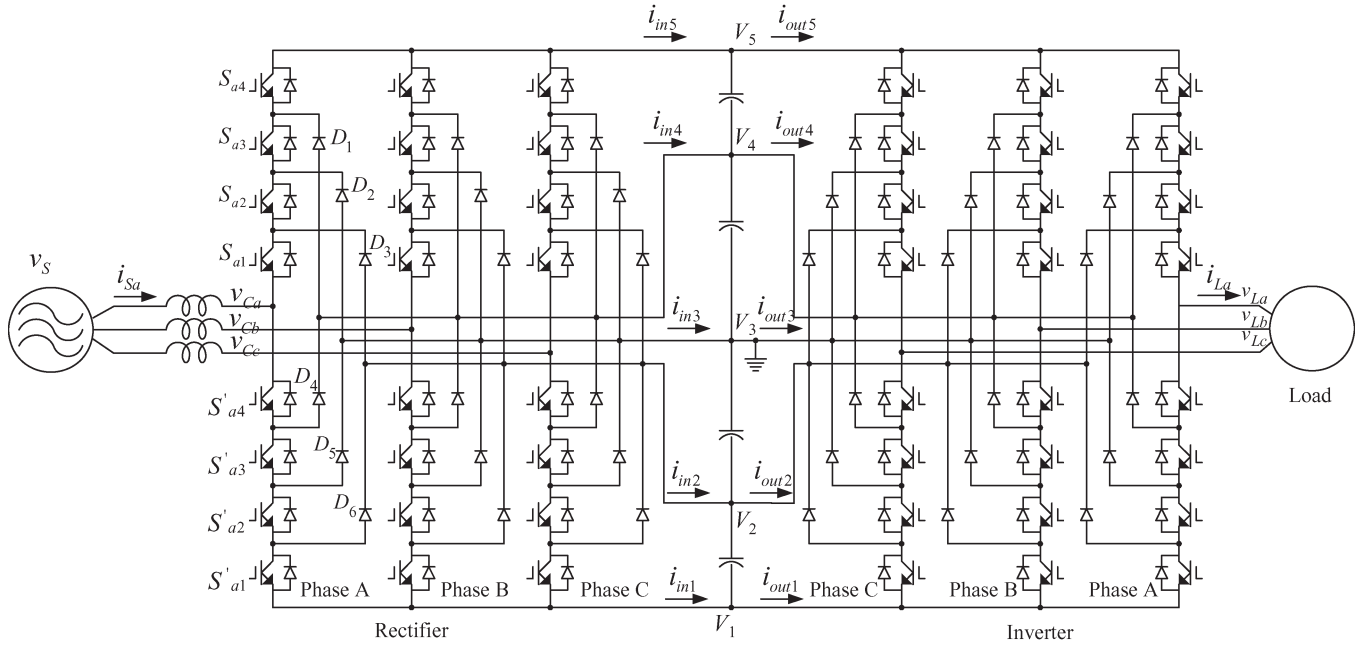 i_in5 V_5 i_out5
S_a4
S_a3 D_1 i_in4 V_4 i_out4
S_a2 D_2
S_a1 D_3
v_S i_Sa v_Ca i_in3 V_3 i_out3 i_La v_La
v_Cb v_Lb
v_Cc v_Lc
D_4 Load
S'_a4
S'_a3 D_5 i_in2 i_out2
S'_a2 D_6 V_2
S'_a1 Phase A Phase B Phase C i_in1 i_out1 Phase C Phase B Phase A
V_1
Rectifier Inverter